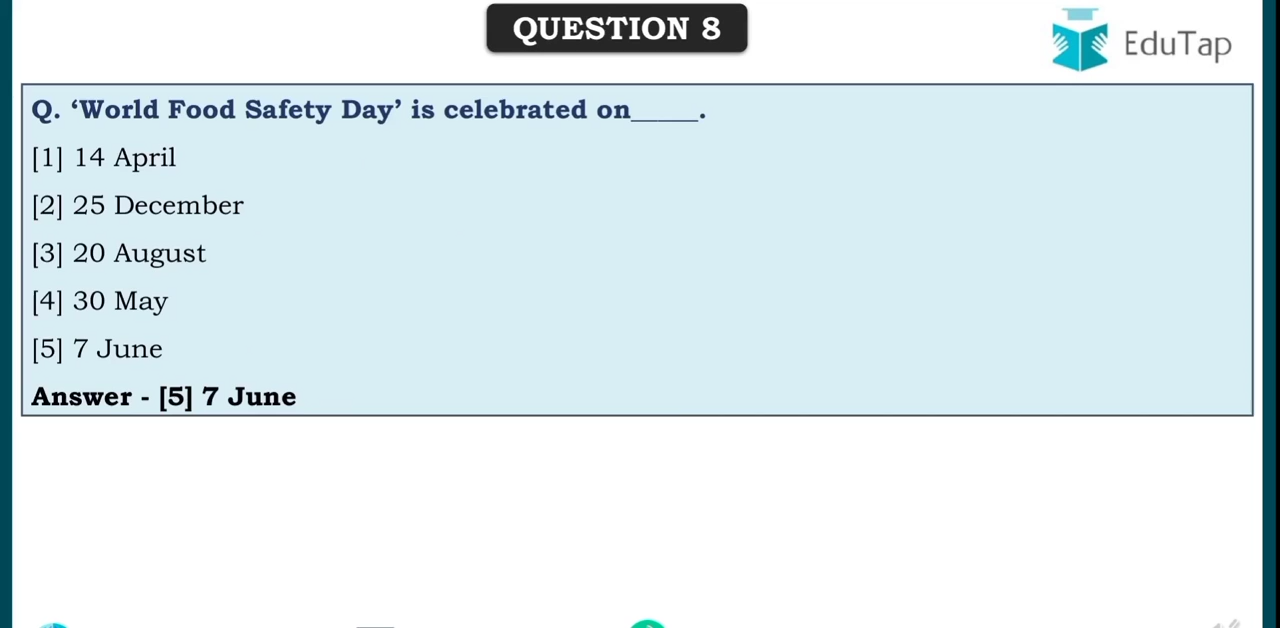 QUESTION 8
EduTap
Q. ‘World Food Safety Day’ is celebrated on_____.
[1] 14 April
[2] 25 December
[3] 20 August
[4] 30 May
[5] 7 June
Answer - [5] 7 June